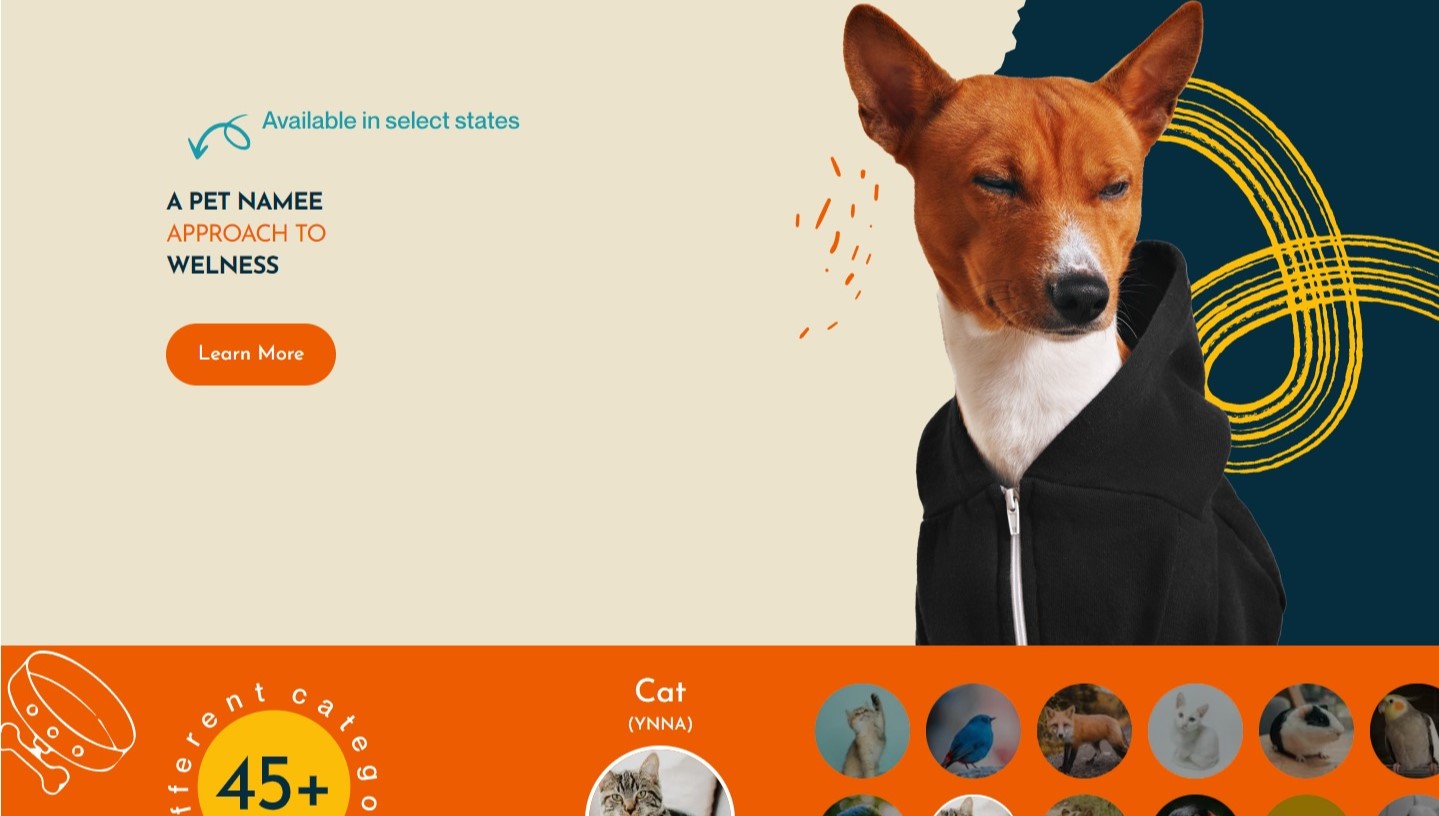 Available in select states
A PET NAMEE
APPROACH TO
WELNESS
Learn More
Cat
(YNNA)
fferent catego
45+